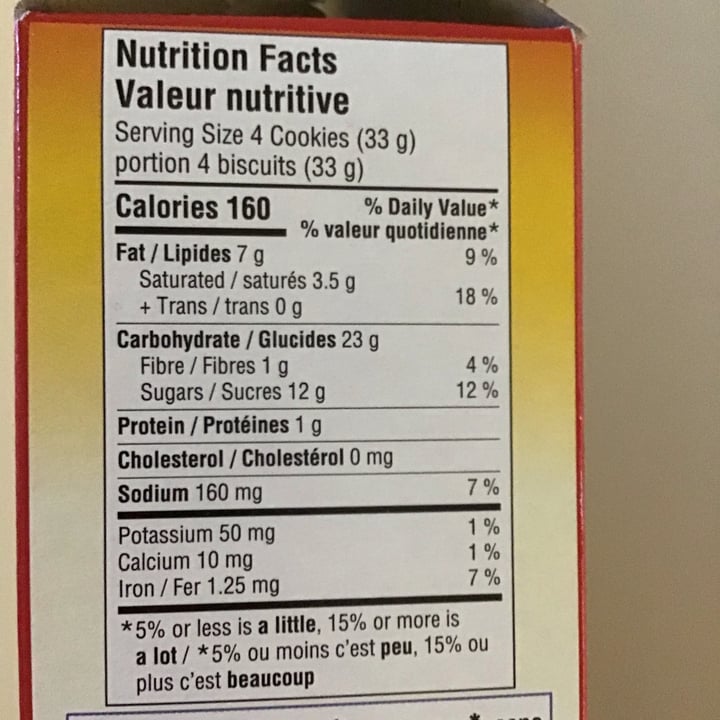 Nutrition Facts
Valeur nutritive
Serving Size 4 Cookies (33 g)
portion 4 biscuits (33 g)
Calories 160 % Daily Value*
% valeur quotidienne*
Fat / Lipides 7 g 9 %
Saturated / saturés 3.5 g
+ Trans / trans 0 g 18 %
Carbohydrate / Glucides 23 g
Fibre / Fibres 1 g 4 %
Sugars / Sucres 12 g 12 %
Protein / Protéines 1 g
Cholesterol / Cholestérol 0 mg
Sodium 160 mg 7 %
Potassium 50 mg 1 %
Calcium 10 mg 1 %
Iron / Fer 1.25 mg 7 %
*5% or less is a little, 15% or more is
a lot / *5% ou moins c'est peu, 15% ou
plus c'est beaucoup